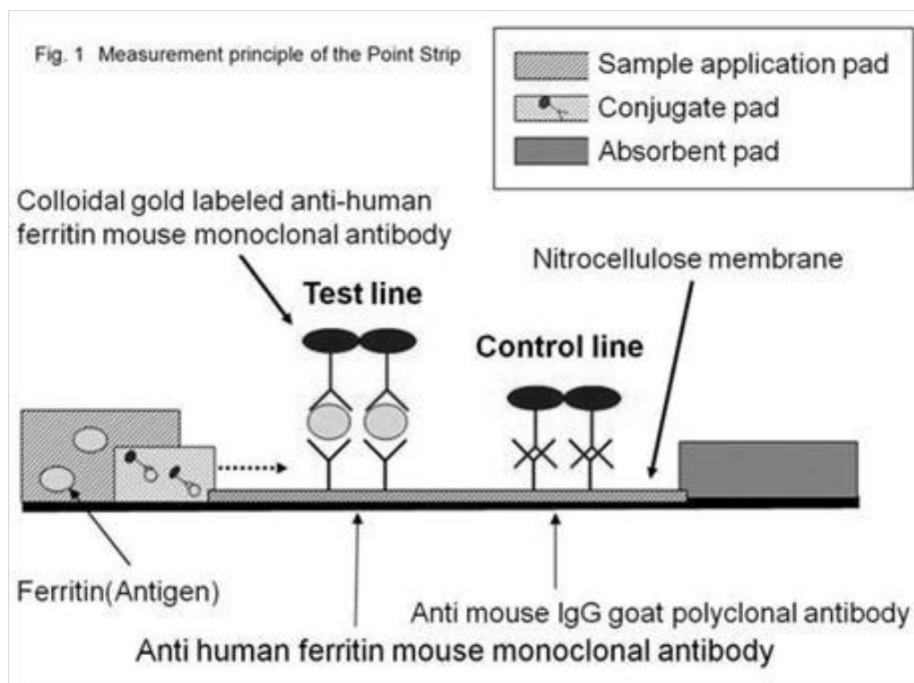 Fig. 1 Measurement principle of the Point Strip
Sample application pad
Conjugate pad
Absorbent pad
Colloidal gold labeled anti-human
ferritin mouse monoclonal antibody
Nitrocellulose membrane
Test line
Control line
Ferritin(Antigen)
Anti mouse IgG goat polyclonal antibody
Anti human ferritin mouse monoclonal antibody